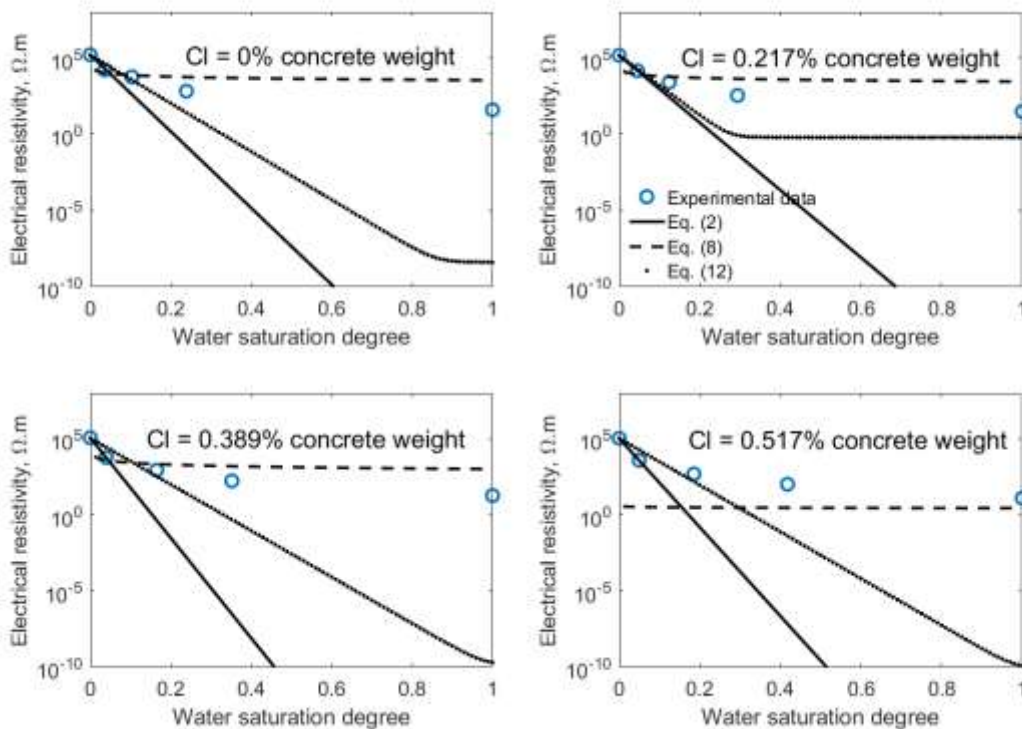 Cl = 0% concrete weight
Electrical resistivity, Ω.m
10^5
10^0
10^-5
10^-10
0 0.2 0.4 0.6 0.8 1
Water saturation degree
Cl = 0.217% concrete weight
Electrical resistivity, Ω.m
10^5
10^0
10^-5
10^-10
Experimental data
Eq. (2)
Eq. (8)
Eq. (12)
0 0.2 0.4 0.6 0.8 1
Water saturation degree
Cl = 0.389% concrete weight
Electrical resistivity, Ω.m
10^5
10^0
10^-5
10^-10
0 0.2 0.4 0.6 0.8 1
Water saturation degree
Cl = 0.517% concrete weight
Electrical resistivity, Ω.m
10^5
10^0
10^-5
10^-10
0 0.2 0.4 0.6 0.8 1
Water saturation degree